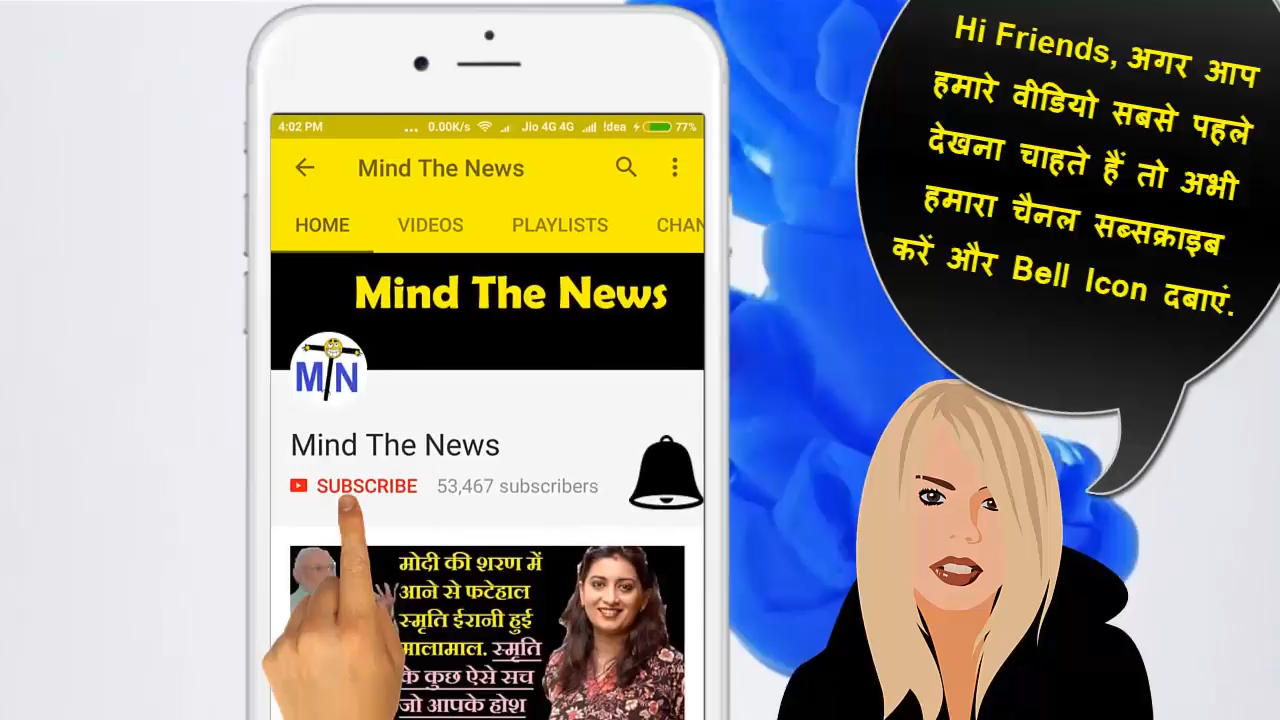 4:02 PM ... 0.00K/s Jio 4G 4G !dea 77%
Mind The News
HOME VIDEOS PLAYLISTS CHAN
Mind The News
MN
Mind The News
SUBSCRIBE 53,467 subscribers
मोदी की शरण में
आने से फटेहाल
स्मृति ईरानी हुई
मालामाल. स्मृति
के कुछ ऐसे सच
जो आपके होश
Hi Friends, अगर आप
हमारे वीडियो सबसे पहले
देखना चाहते हैं तो अभी
हमारा चैनल सब्सक्राइब
करें और Bell Icon दबाएं.